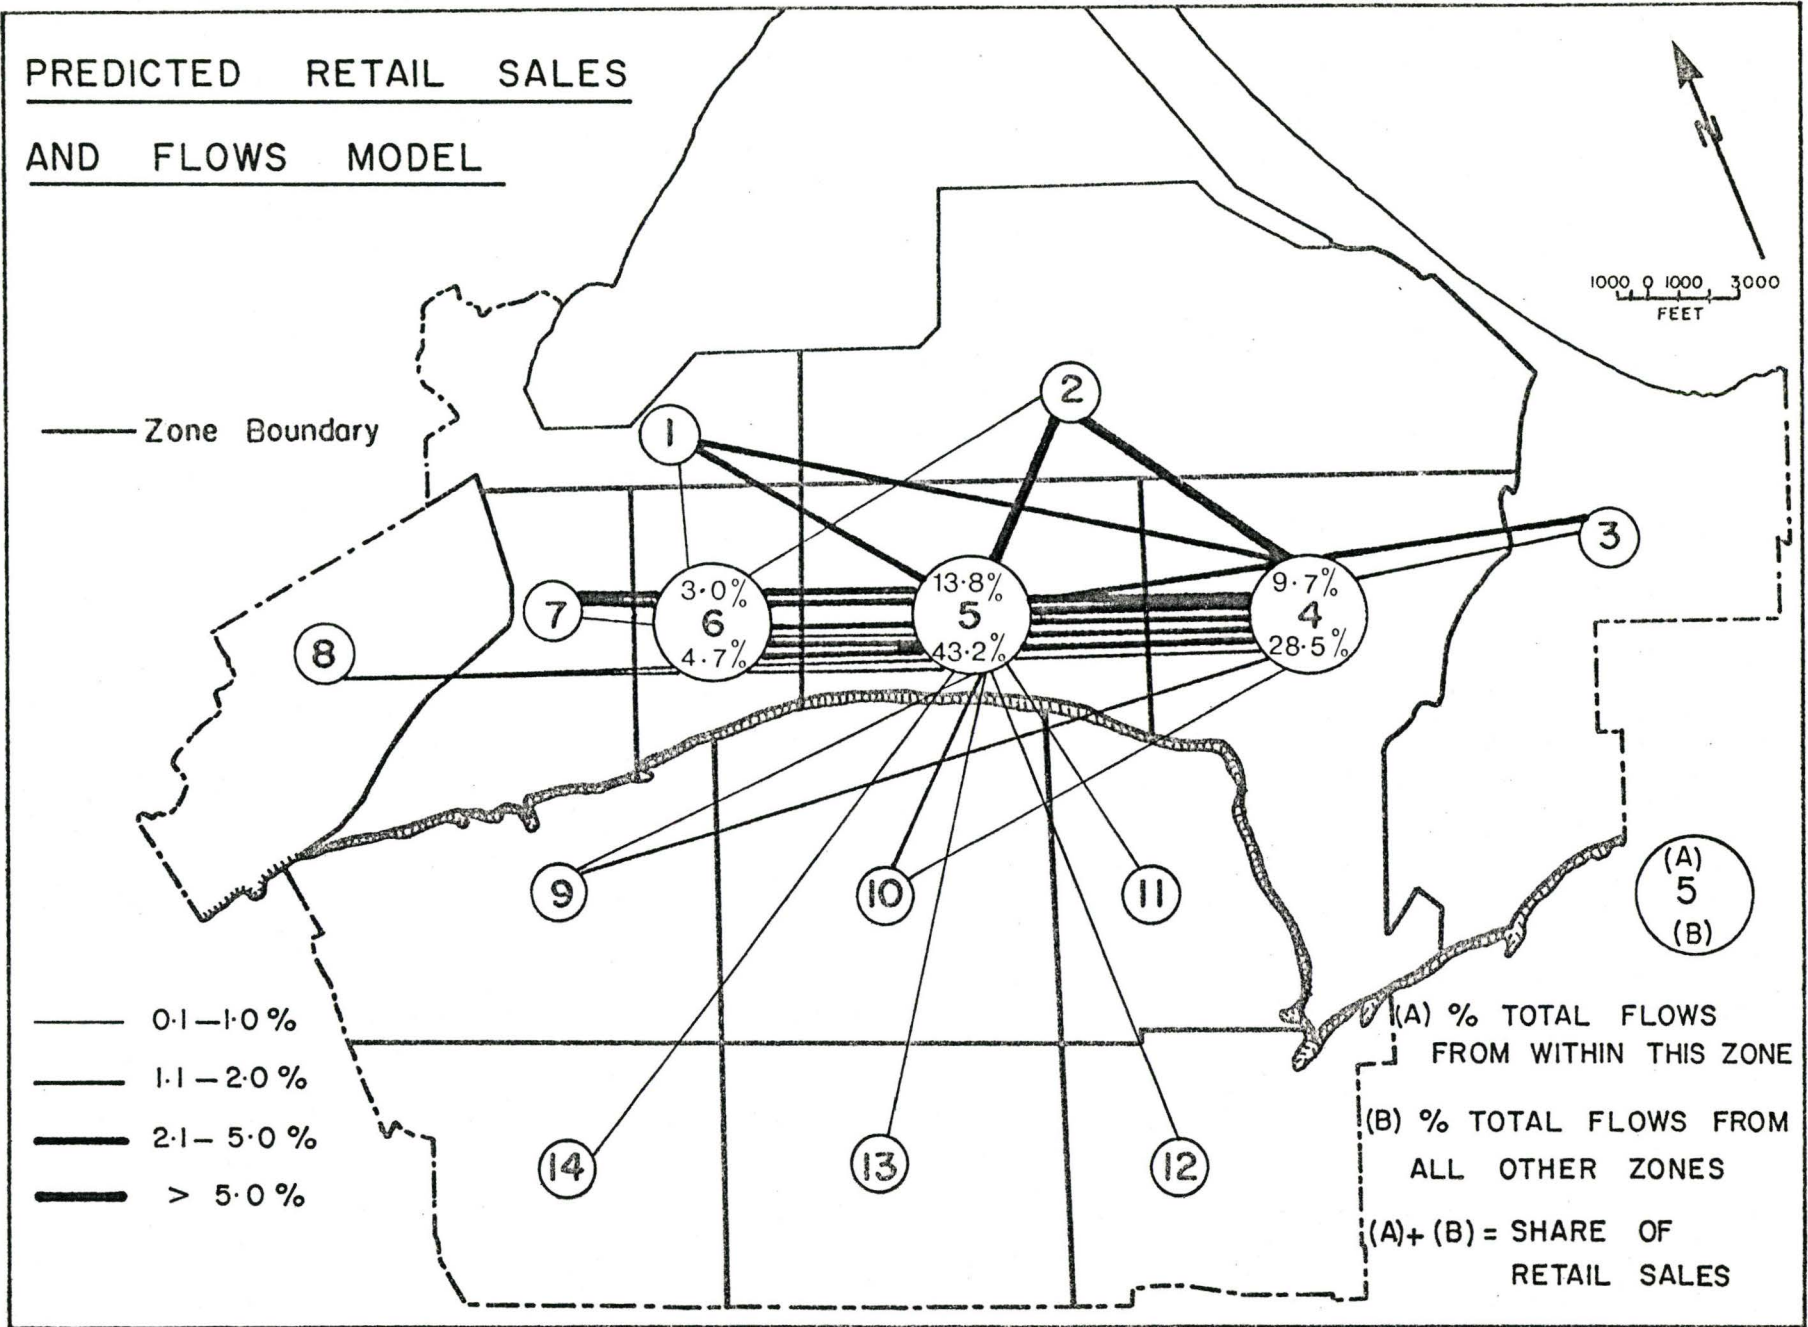 PREDICTED RETAIL SALES
AND FLOWS MODEL
N
1000 0 1000 3000
FEET
Zone Boundary
1
2
3
3·0%
6
4·7%
13·8%
5
43·2%
9·7%
4
28·5%
7
8
9
10
11
14
13
12
0·1–1·0%
1·1–2·0%
2·1–5·0%
> 5·0%
(A)
5
(B)
(A) % TOTAL FLOWS
FROM WITHIN THIS ZONE
(B) % TOTAL FLOWS FROM
ALL OTHER ZONES
(A)+(B)= SHARE OF
RETAIL SALES